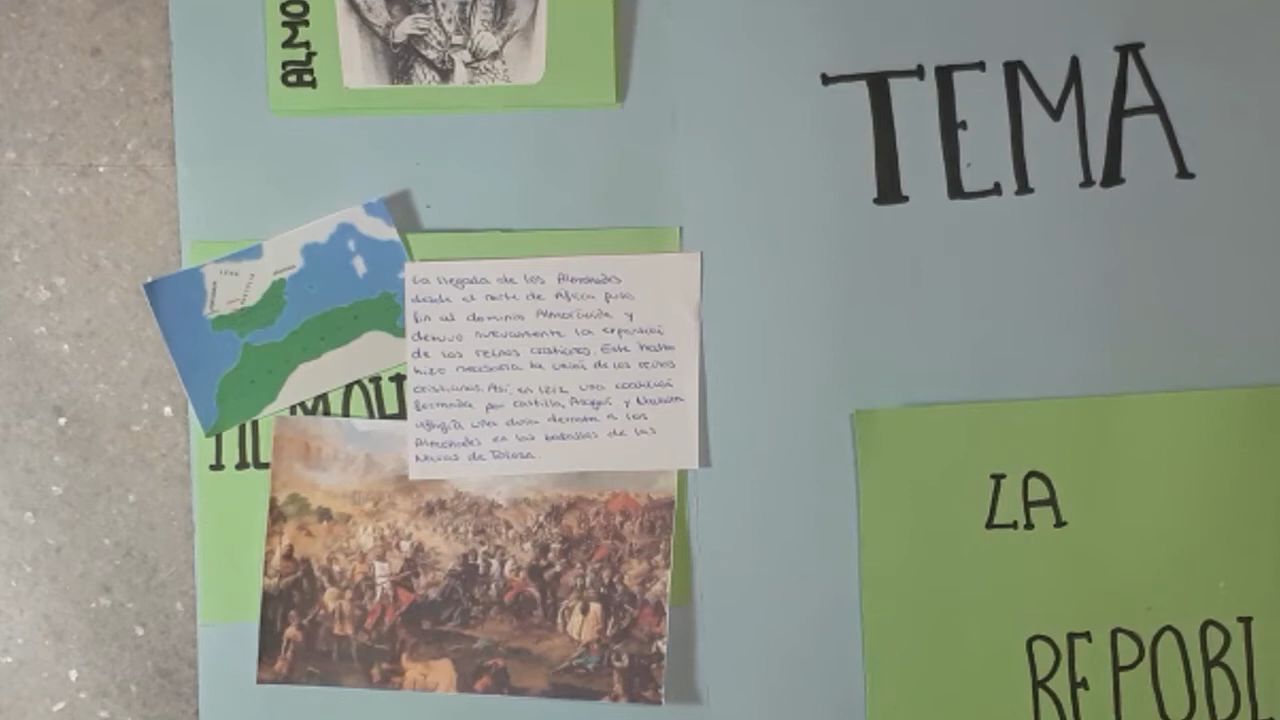 ALMO
TEMA
La llegada de los Almohades
desde el norte de África puso
fin al dominio Almorávide y
detuvo nuevamente la expansión
de los reinos cristianos. Este hecho
hizo necesaria la unión de los reinos
cristianos. Así, en 1212, una coalición
formada por Castilla, Aragón y Navarra
infligió una dura derrota a los
Almohades en las batallas de las
Navas de Tolosa.
LA
REPOBL